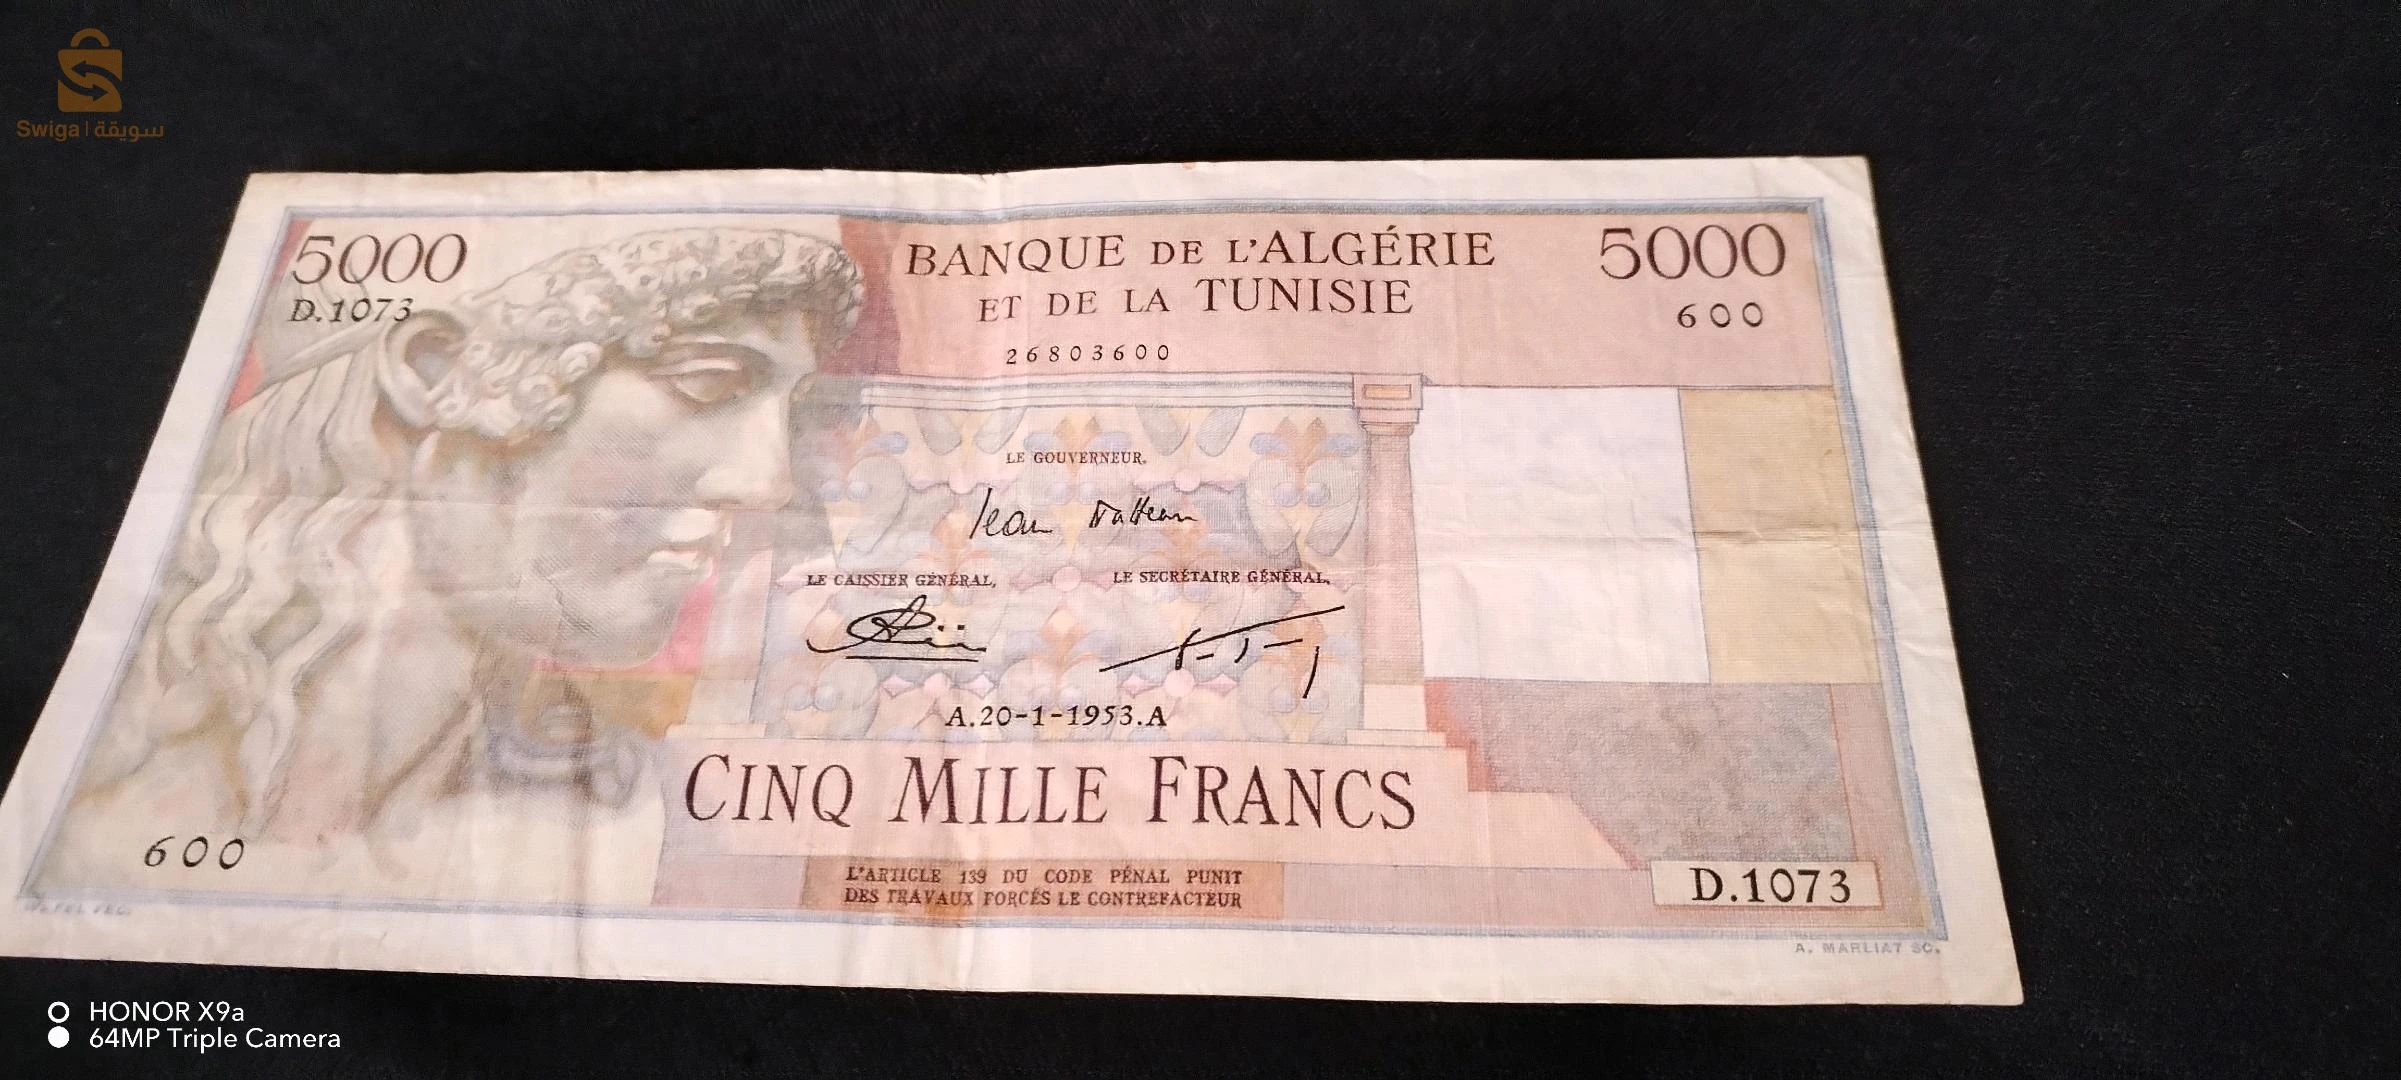 Swiga | سويقة
5000
BANQUE DE L'ALGÉRIE
ET DE LA TUNISIE
5000
D.1073
600
26803600
LE GOUVERNEUR,
LE CAISSIER GÉNÉRAL,
LE SECRÉTAIRE GÉNÉRAL,
A.20-1-1953.A
CINQ MILLE FRANCS
600
L'ARTICLE 139 DU CODE PÉNAL PUNIT
DES TRAVAUX FORCÉS LE CONTREFACTEUR
D.1073
A. MARLIAT SC.
HONOR X9a
64MP Triple Camera